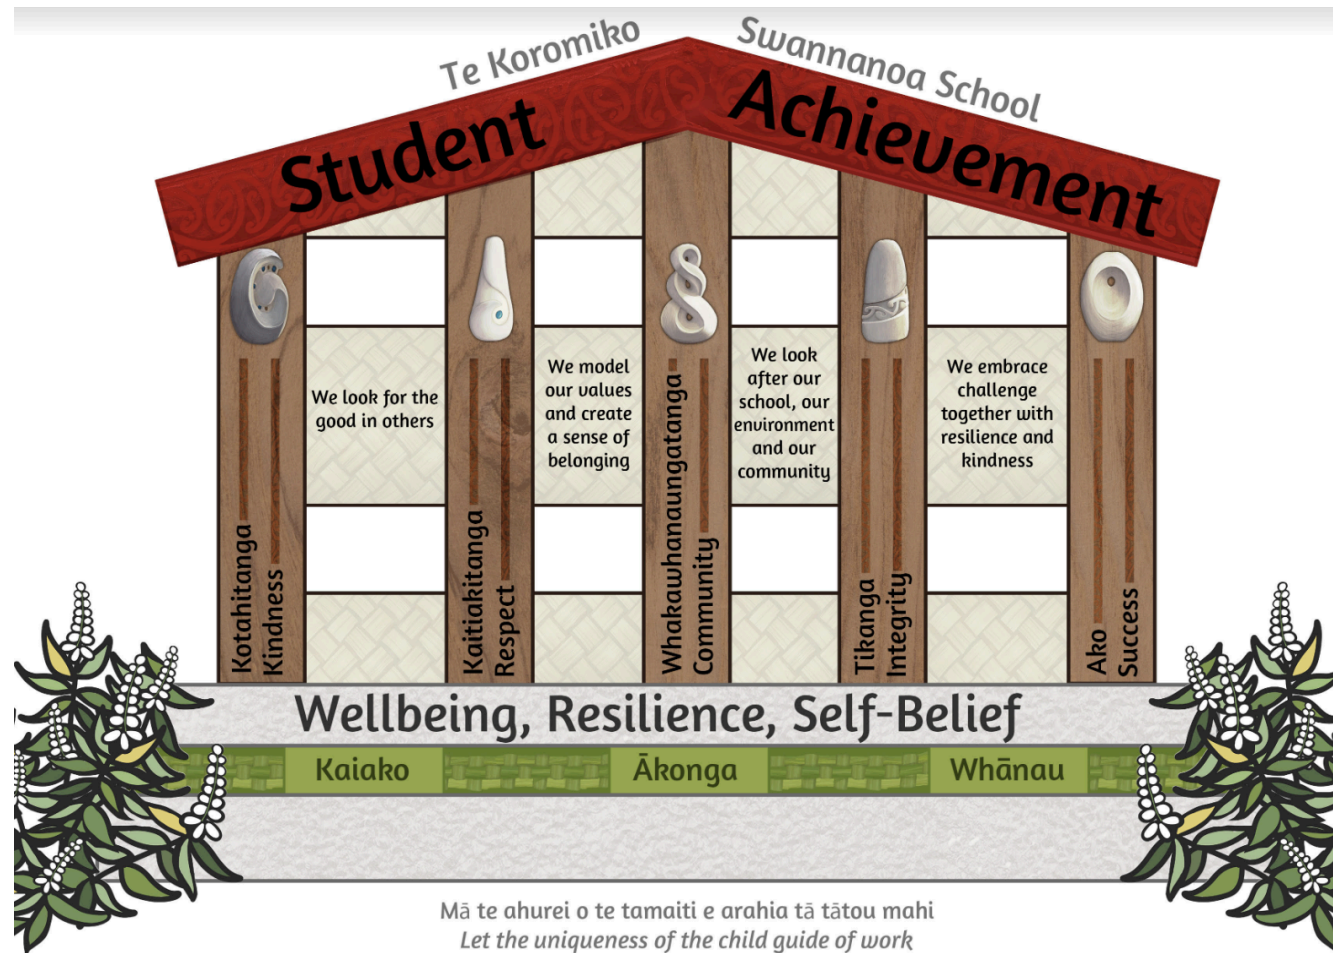 Te Koromiko
Swannanoa School
Student
Achievement
We look for the
good in others
We model
our values
and create
a sense of
belonging
We look
after our
school, our
environment
and our
community
We embrace
challenge
together with
resilience and
kindness
Kotahitanga
Kindness
Kaitiakitanga
Respect
Whakawhanaungatanga
Community
Tikanga
Integrity
Ako
Success
Wellbeing, Resilience, Self-Belief
Kaiako
Ākonga
Whānau
Mā te ahurei o te tamaiti e arahia tā tātou mahi
Let the uniqueness of the child guide of work